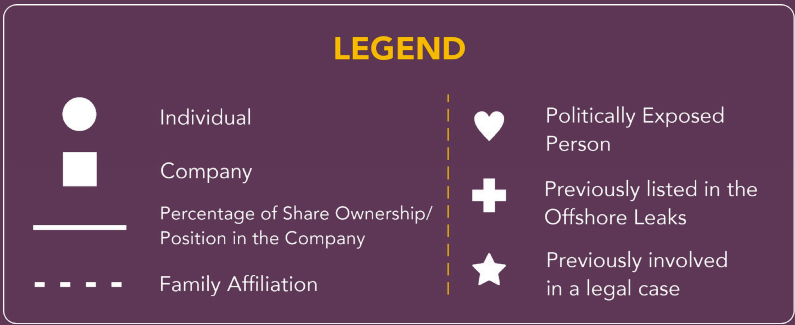 LEGEND
Individual
Company
Percentage of Share Ownership/
Position in the Company
Family Affiliation
Politically Exposed
Person
Previously listed in the
Offshore Leaks
Previously involved
in a legal case